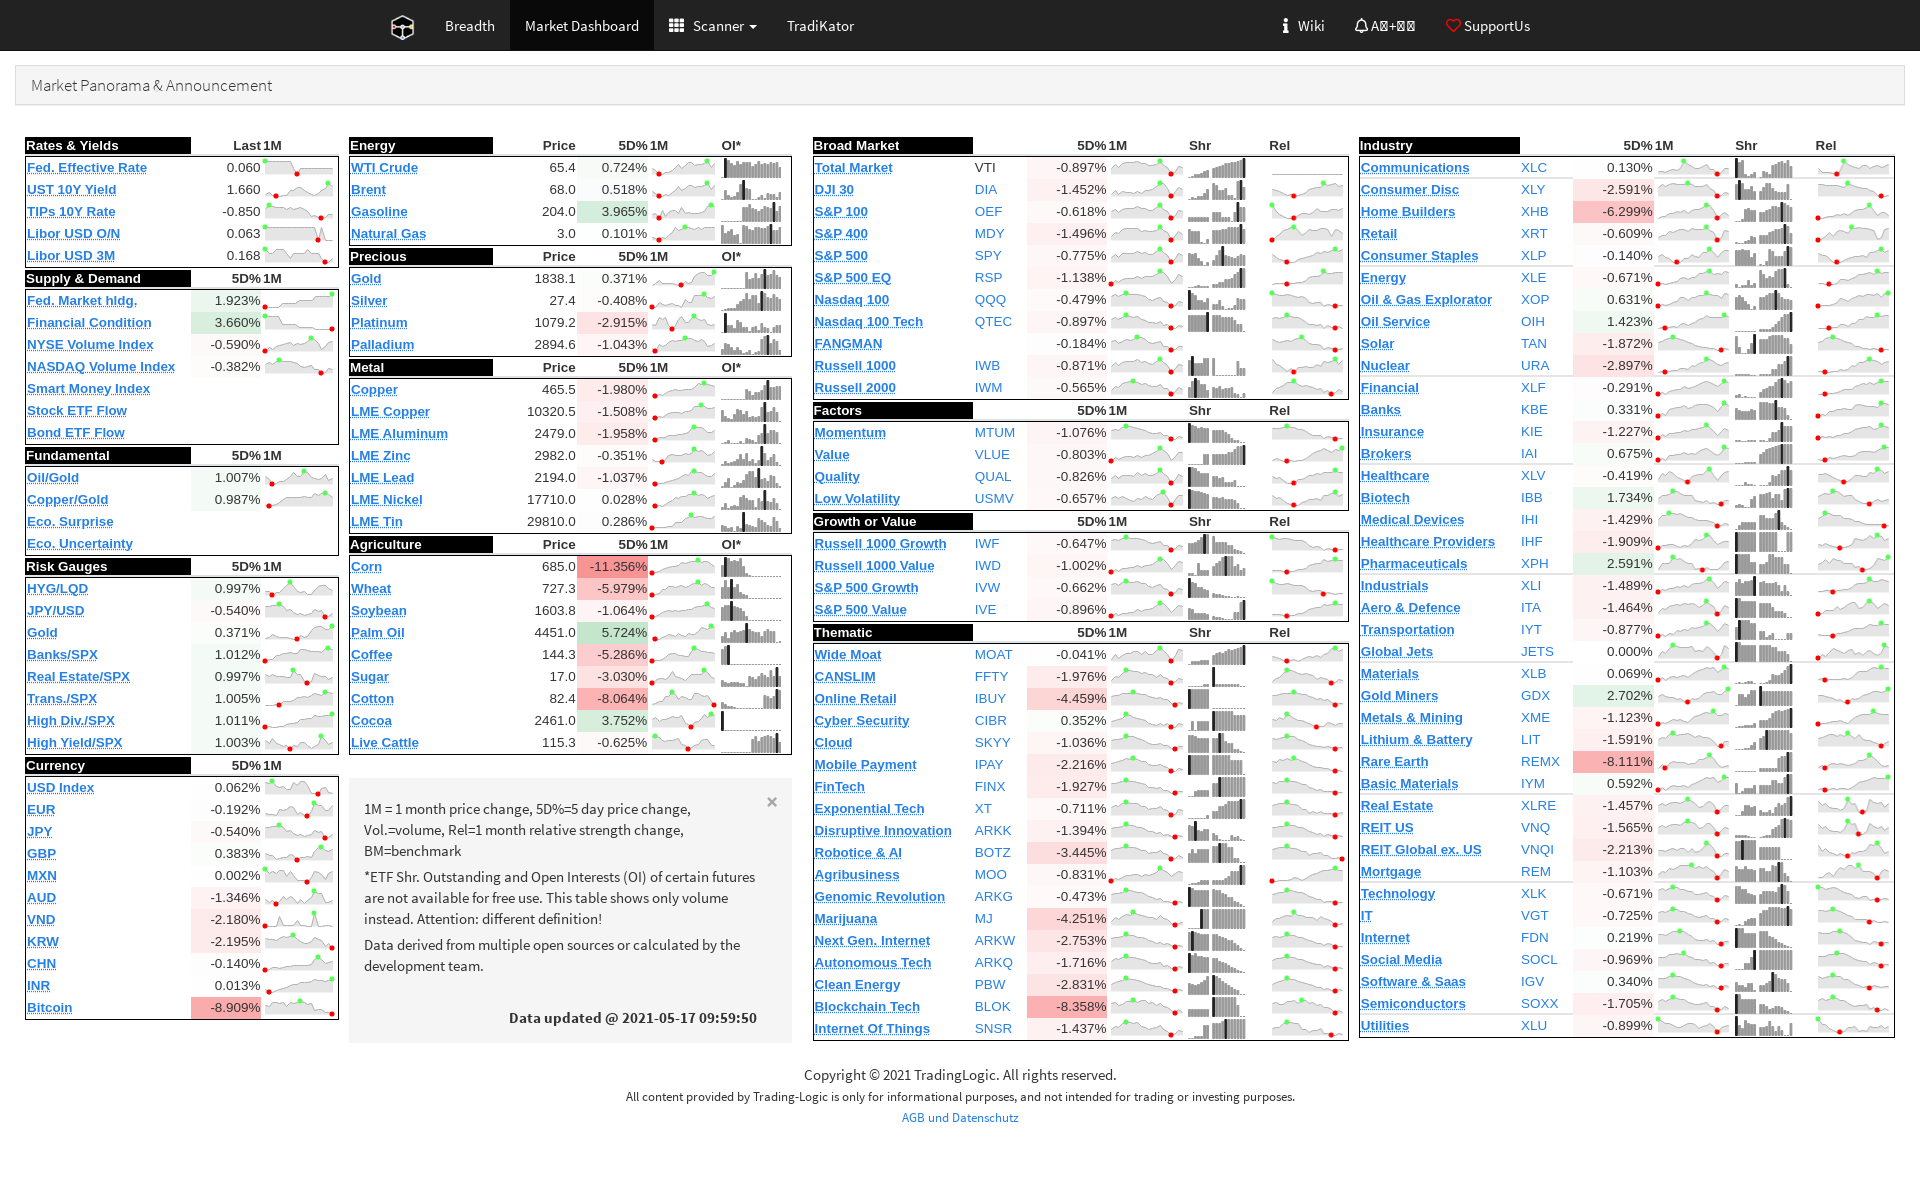 Breadth
Market Dashboard
Scanner
TradiKator
Wiki
SupportUs
Market Panorama & Announcement
Rates & Yields Last 1M
Fed. Effective Rate 0.060
UST 10Y Yield 1.660
TIPs 10Y Rate -0.850
Libor USD O/N 0.063
Libor USD 3M 0.168
Supply & Demand 5D% 1M
Fed. Market hldg. 1.923%
Financial Condition 3.660%
NYSE Volume Index -0.590%
NASDAQ Volume Index -0.382%
Smart Money Index
Stock ETF Flow
Bond ETF Flow
Fundamental 5D% 1M
Oil/Gold 1.007%
Copper/Gold 0.987%
Eco. Surprise
Eco. Uncertainty
Risk Gauges 5D% 1M
HYG/LQD 0.997%
JPY/USD -0.540%
Gold 0.371%
Banks/SPX 1.012%
Real Estate/SPX 0.997%
Trans./SPX 1.005%
High Div./SPX 1.011%
High Yield/SPX 1.003%
Currency 5D% 1M
USD Index 0.062%
EUR -0.192%
JPY -0.540%
GBP 0.383%
MXN 0.002%
AUD -1.346%
VND -2.180%
KRW -2.195%
CHN -0.140%
INR 0.013%
Bitcoin -8.909%
Energy Price 5D% 1M OI*
WTI Crude 65.4 0.724%
Brent 68.0 0.518%
Gasoline 204.0 3.965%
Natural Gas 3.0 0.101%
Precious Price 5D% 1M OI*
Gold 1838.1 0.371%
Silver 27.4 -0.408%
Platinum 1079.2 -2.915%
Palladium 2894.6 -1.043%
Metal Price 5D% 1M OI*
Copper 465.5 -1.980%
LME Copper 10320.5 -1.508%
LME Aluminum 2479.0 -1.958%
LME Zinc 2982.0 -0.351%
LME Lead 2194.0 -1.037%
LME Nickel 17710.0 0.028%
LME Tin 29810.0 0.286%
Agriculture Price 5D% 1M OI*
Corn 685.0 -11.356%
Wheat 727.3 -5.979%
Soybean 1603.8 -1.064%
Palm Oil 4451.0 5.724%
Coffee 144.3 -5.286%
Sugar 17.0 -3.030%
Cotton 82.4 -8.064%
Cocoa 2461.0 3.752%
Live Cattle 115.3 -0.625%
×
1M = 1 month price change, 5D%=5 day price change,
Vol.=volume, Rel=1 month relative strength change,
BM=benchmark
*ETF Shr. Outstanding and Open Interests (OI) of certain futures
are not available for free use. This table shows only volume
instead. Attention: different definition!
Data derived from multiple open sources or calculated by the
development team.
Data updated @ 2021-05-17 09:59:50
Broad Market 5D% 1M Shr Rel
Total Market VTI -0.897%
DJI 30 DIA -1.452%
S&P 100 OEF -0.618%
S&P 400 MDY -1.496%
S&P 500 SPY -0.775%
S&P 500 EQ RSP -1.138%
Nasdaq 100 QQQ -0.479%
Nasdaq 100 Tech QTEC -0.897%
FANGMAN -0.184%
Russell 1000 IWB -0.871%
Russell 2000 IWM -0.565%
Factors 5D% 1M Shr Rel
Momentum MTUM -1.076%
Value VLUE -0.803%
Quality QUAL -0.826%
Low Volatility USMV -0.657%
Growth or Value 5D% 1M Shr Rel
Russell 1000 Growth IWF -0.647%
Russell 1000 Value IWD -1.002%
S&P 500 Growth IVW -0.662%
S&P 500 Value IVE -0.896%
Thematic 5D% 1M Shr Rel
Wide Moat MOAT -0.041%
CANSLIM FFTY -1.976%
Online Retail IBUY -4.459%
Cyber Security CIBR 0.352%
Cloud SKYY -1.036%
Mobile Payment IPAY -2.216%
FinTech FINX -1.927%
Exponential Tech XT -0.711%
Disruptive Innovation ARKK -1.394%
Robotice & AI BOTZ -3.445%
Agribusiness MOO -0.831%
Genomic Revolution ARKG -0.473%
Marijuana MJ -4.251%
Next Gen. Internet ARKW -2.753%
Autonomous Tech ARKQ -1.716%
Clean Energy PBW -2.831%
Blockchain Tech BLOK -8.358%
Internet Of Things SNSR -1.437%
Industry 5D% 1M Shr Rel
Communications XLC 0.130%
Consumer Disc XLY -2.591%
Home Builders XHB -6.299%
Retail XRT -0.609%
Consumer Staples XLP -0.140%
Energy XLE -0.671%
Oil & Gas Explorator XOP 0.631%
Oil Service OIH 1.423%
Solar TAN -1.872%
Nuclear URA -2.897%
Financial XLF -0.291%
Banks KBE 0.331%
Insurance KIE -1.227%
Brokers IAI 0.675%
Healthcare XLV -0.419%
Biotech IBB 1.734%
Medical Devices IHI -1.429%
Healthcare Providers IHF -1.909%
Pharmaceuticals XPH 2.591%
Industrials XLI -1.489%
Aero & Defence ITA -1.464%
Transportation IYT -0.877%
Global Jets JETS 0.000%
Materials XLB 0.069%
Gold Miners GDX 2.702%
Metals & Mining XME -1.123%
Lithium & Battery LIT -1.591%
Rare Earth REMX -8.111%
Basic Materials IYM 0.592%
Real Estate XLRE -1.457%
REIT US VNQ -1.565%
REIT Global ex. US VNQI -2.213%
Mortgage REM -1.103%
Technology XLK -0.671%
IT VGT -0.725%
Internet FDN 0.219%
Social Media SOCL -0.969%
Software & Saas IGV 0.340%
Semiconductors SOXX -1.705%
Utilities XLU -0.899%
Copyright © 2021 TradingLogic. All rights reserved.
All content provided by Trading-Logic is only for informational purposes, and not intended for trading or investing purposes.
AGB und Datenschutz